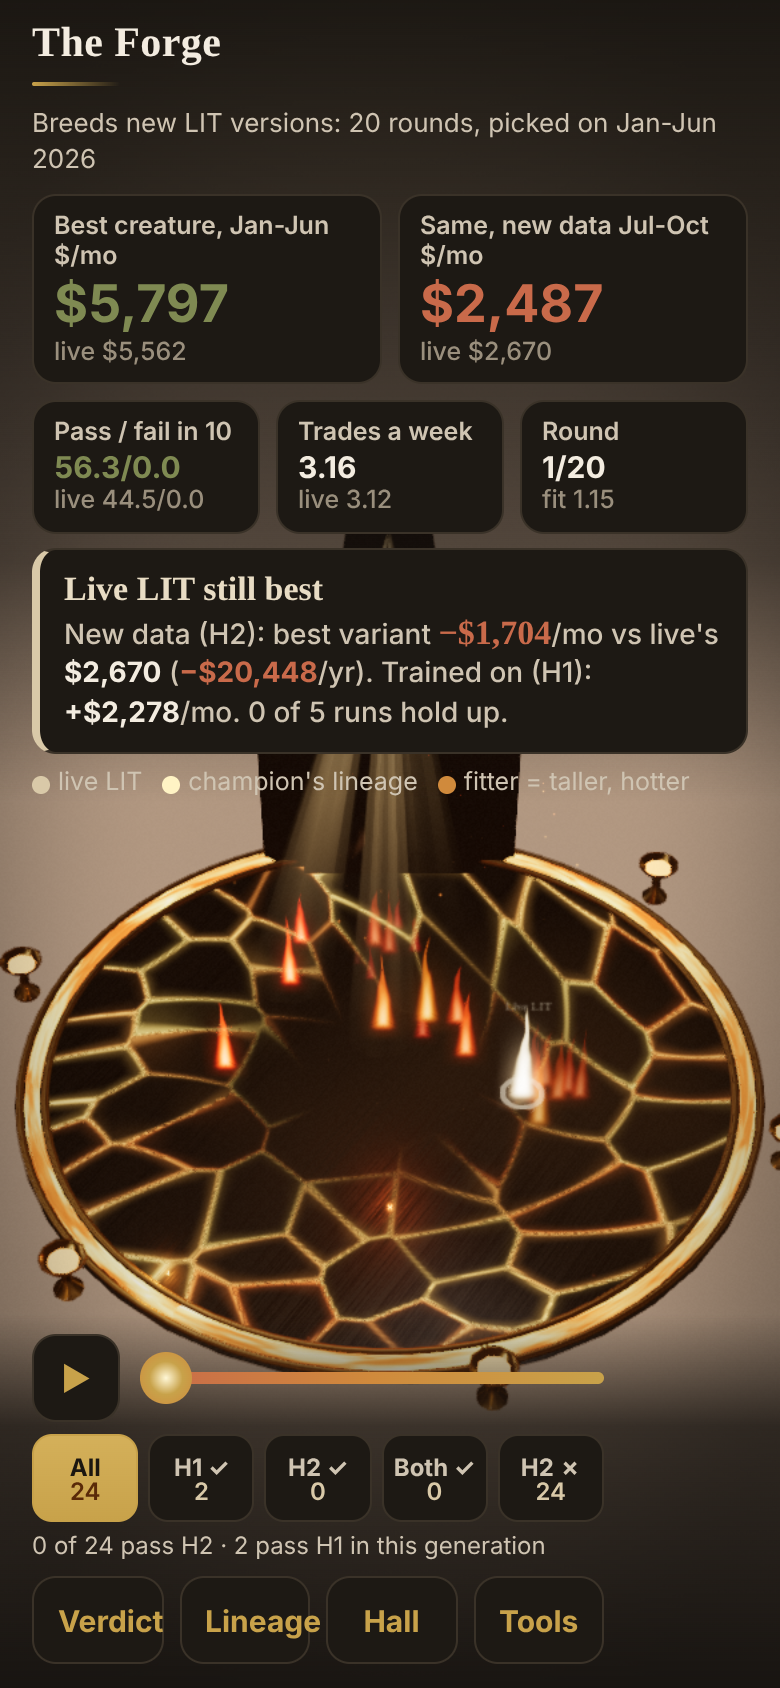 The Forge
Breeds new LIT versions: 20 rounds, picked on Jan-Jun
2026
Best creature, Jan-Jun
$/mo
$5,797
live $5,562
Same, new data Jul-Oct
$/mo
$2,487
live $2,670
Pass / fail in 10
56.3/0.0
live 44.5/0.0
Trades a week
3.16
live 3.12
Round
1/20
fit 1.15
Live LIT still best
New data (H2): best variant −$1,704/mo vs live's
$2,670 (−$20,448/yr). Trained on (H1):
+$2,278/mo. 0 of 5 runs hold up.
live LIT champion's lineage fitter = taller, hotter
Live LIT
All
24
H1 ✓
2
H2 ✓
0
Both ✓
0
H2 ×
24
0 of 24 pass H2 · 2 pass H1 in this generation
Verdict
Lineage
Hall
Tools